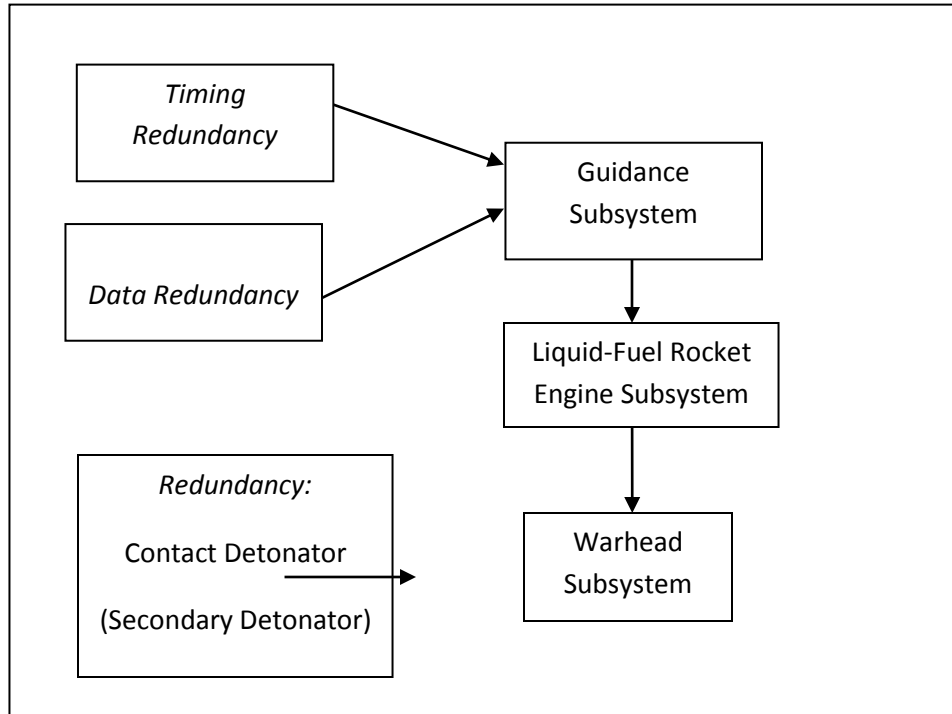 Timing
Redundancy
Guidance
Subsystem
Data Redundancy
Liquid-Fuel Rocket
Engine Subsystem
Redundancy:
Contact Detonator
(Secondary Detonator)
Warhead
Subsystem